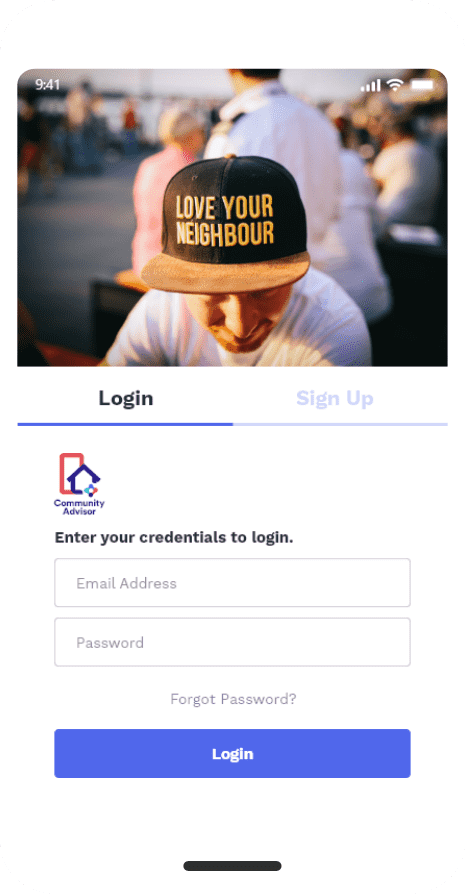 9:41
LOVE YOUR
NEIGHBOUR
Login Sign Up
Community
Advisor
Enter your credentials to login.
Email Address
Password
Forgot Password?
Login